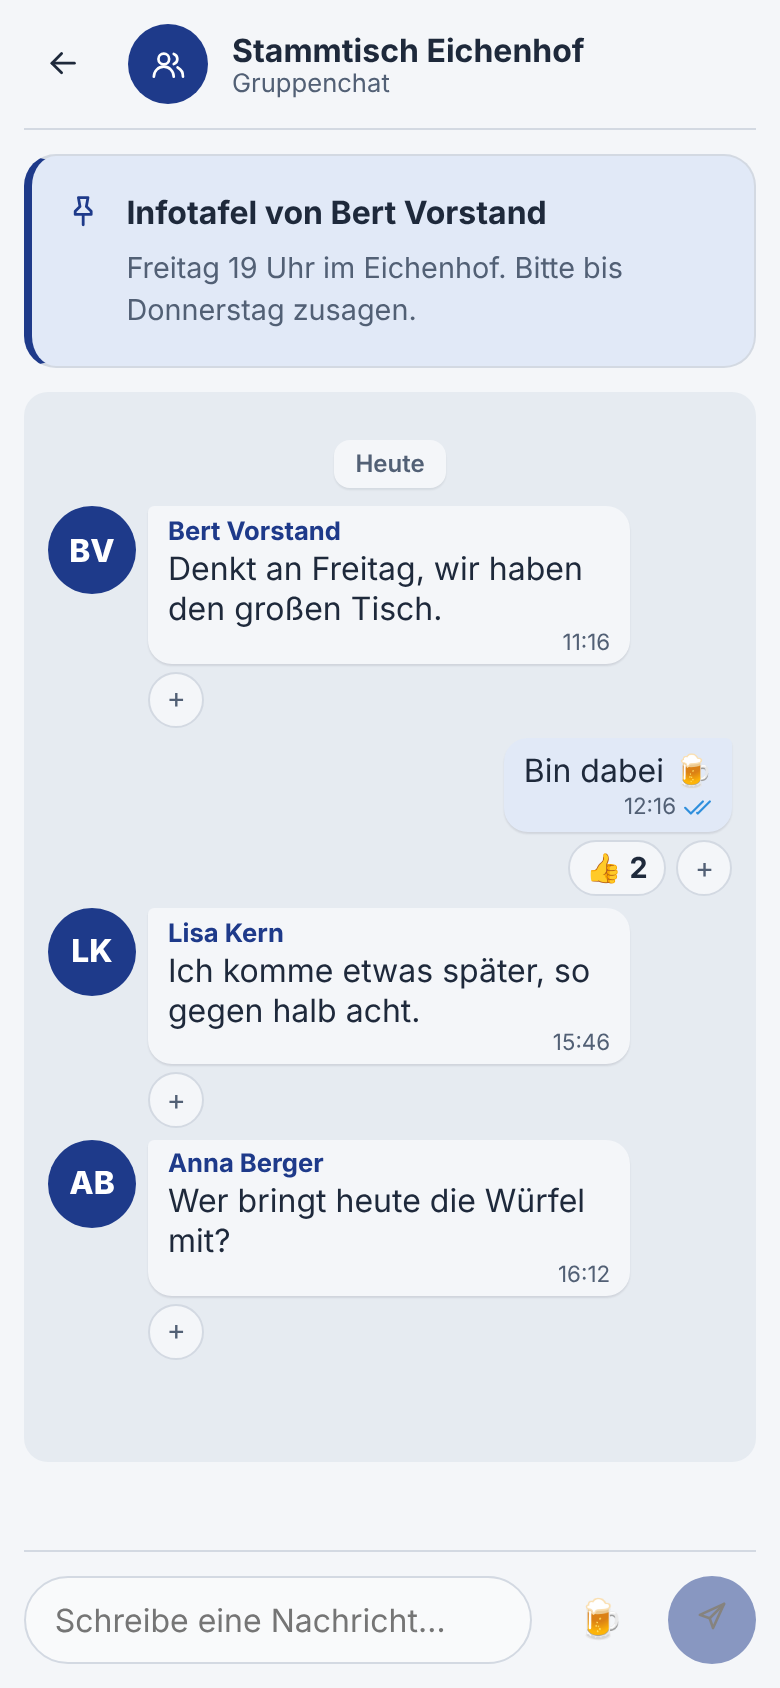 Stammtisch Eichenhof
Gruppenchat
Infotafel von Bert Vorstand
Freitag 19 Uhr im Eichenhof. Bitte bis
Donnerstag zusagen.
Heute
BV
Bert Vorstand
Denkt an Freitag, wir haben
den großen Tisch.
11:16
+
Bin dabei 🍺
12:16
👍 2
+
LK
Lisa Kern
Ich komme etwas später, so
gegen halb acht.
15:46
+
AB
Anna Berger
Wer bringt heute die Würfel
mit?
16:12
+
Schreibe eine Nachricht...
🍺